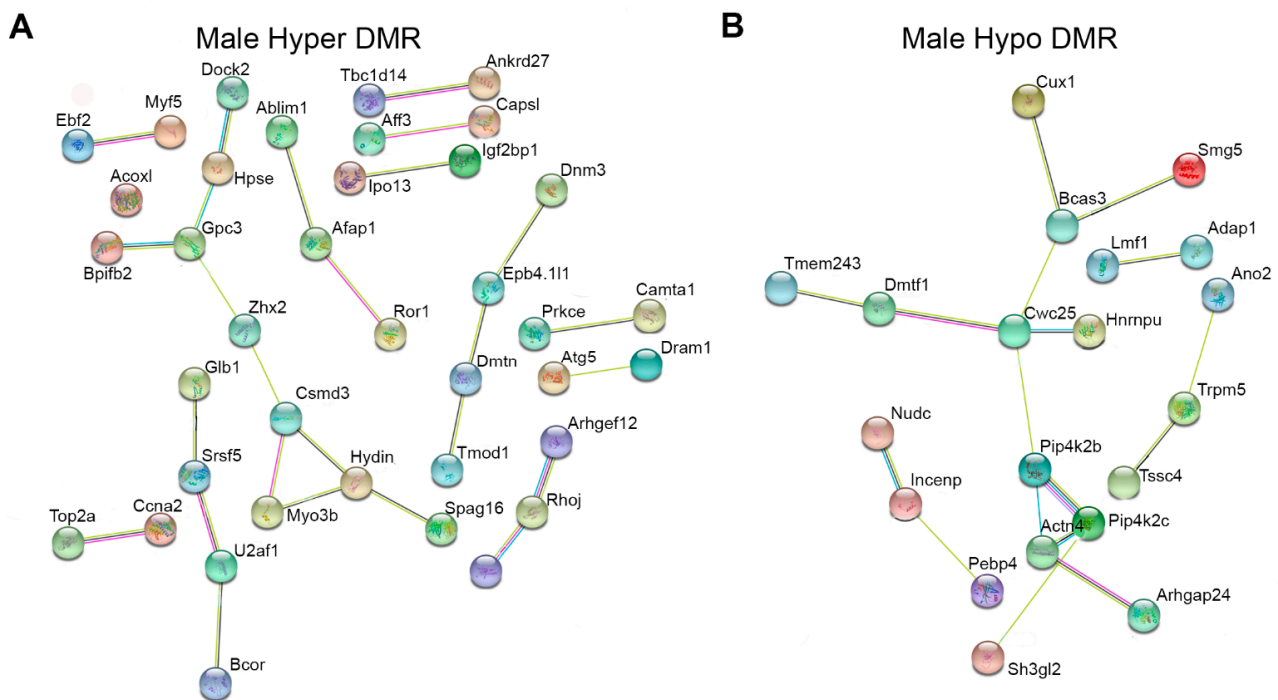 A
Male Hyper DMR
Dock2
Tbc1d14
Ankrd27
Ebf2
Myf5
Ablim1
Aff3
Capsl
Igf2bp1
Hpse
Ipo13
Dnm3
Acoxl
Gpc3
Afap1
Bpifb2
Epb4.1l1
Zhx2
Ror1
Prkce
Camta1
Glb1
Dmtn
Atg5
Dram1
Csmd3
Arhgef12
Srsf5
Hydin
Tmod1
Top2a
Ccna2
Myo3b
Spag16
Rhoj
U2af1
Bcor
B
Male Hypo DMR
Cux1
Smg5
Bcas3
Adap1
Lmf1
Tmem243
Dmtf1
Ano2
Cwc25
Hnrnpu
Trpm5
Nudc
Pip4k2b
Incenp
Tssc4
Actn4
Pip4k2c
Pebp4
Arhgap24
Sh3gl2